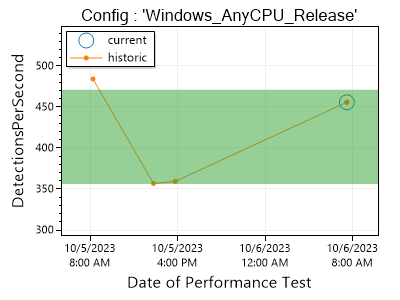 Config : 'Windows_AnyCPU_Release'
current
historic
DetectionsPerSecond
500
450
400
350
300
10/5/2023 10/5/2023 10/6/2023 10/6/2023
8:00 AM 4:00 PM 12:00 AM 8:00 AM
Date of Performance Test